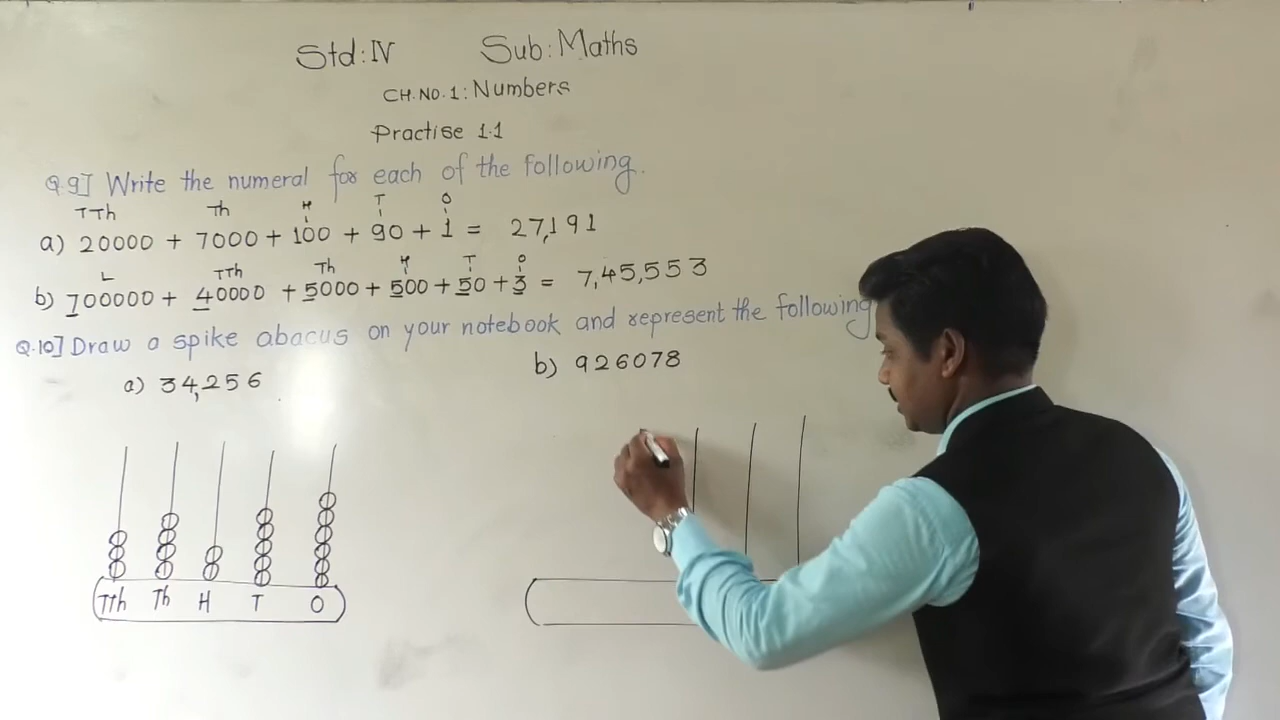 Std: IV Sub: Maths
CH. NO. 1: Numbers
Practise 1.1
Q.9] Write the numeral for each of the following.
TTh Th H T O
a) 20000 + 7000 + 100 + 90 + 1 = 27,191
L TTh Th H T O
b) 700000 + 40000 + 5000 + 500 + 50 + 3 = 7,45,553
Q.10] Draw a spike abacus on your notebook and represent the following
a) 34,256 b) 926078
TTh Th H T O